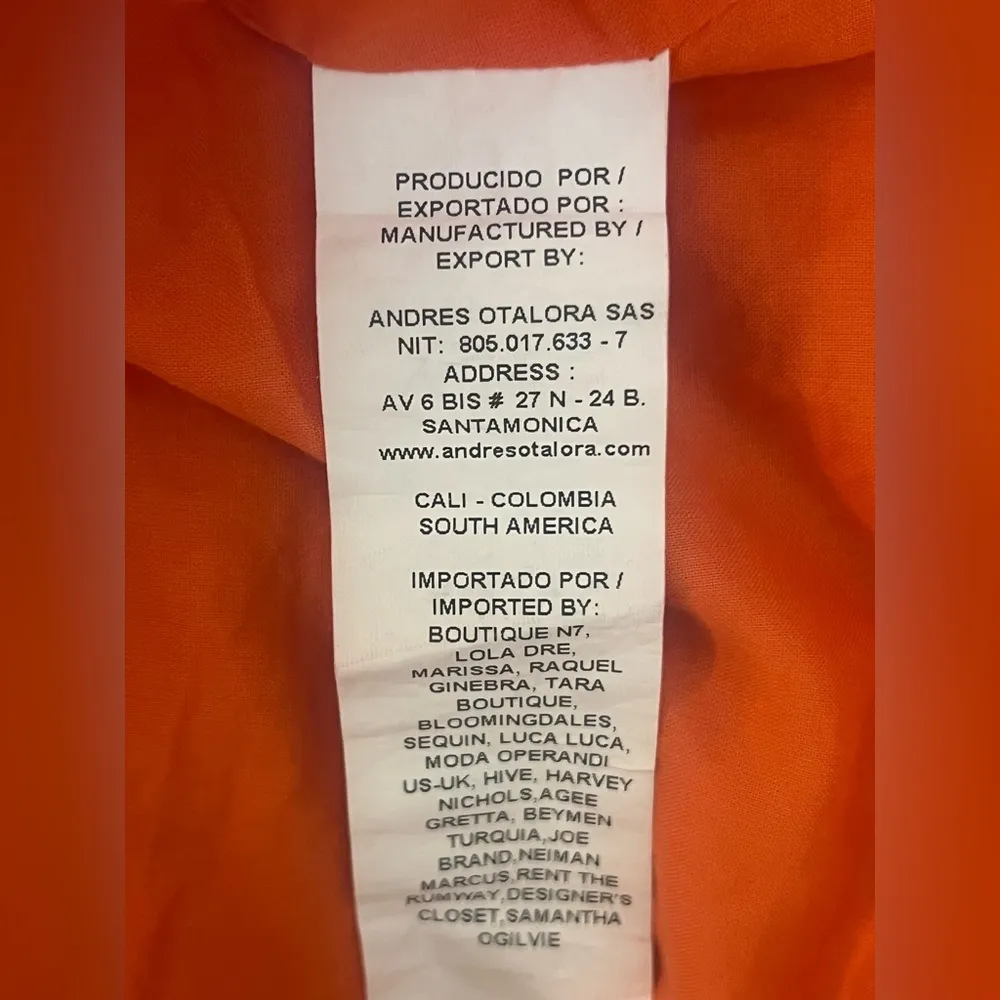 PRODUCIDO POR /
EXPORTADO POR :
MANUFACTURED BY /
EXPORT BY:
ANDRES OTALORA SAS
NIT: 805.017.633 - 7
ADDRESS :
AV 6 BIS # 27 N - 24 B.
SANTAMONICA
www.andresotalora.com
CALI - COLOMBIA
SOUTH AMERICA
IMPORTADO POR /
IMPORTED BY:
BOUTIQUE N7,
LOLA DRE,
MARISSA, RAQUEL
GINEBRA, TARA
BOUTIQUE,
BLOOMINGDALES,
SEQUIN, LUCA LUCA,
MODA OPERANDI
US-UK, HIVE, HARVEY
NICHOLS,AGEE
GRETTA, BEYMEN
TURQUIA,JOE
BRAND,NEIMAN
MARCUS,RENT THE
RUMWAY,DESIGNER'S
CLOSET,SAMANTHA
OGILVIE